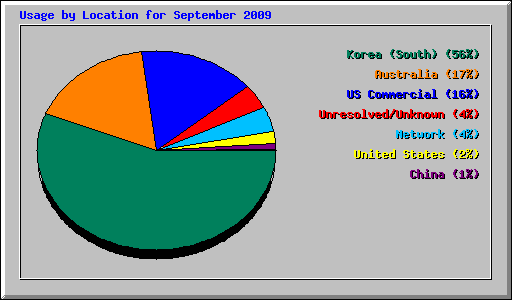 Usage by Location for September 2009
Korea (South) (56%)
Australia (17%)
US Commercial (16%)
Unresolved/Unknown (4%)
Network (4%)
United States (2%)
China (1%)